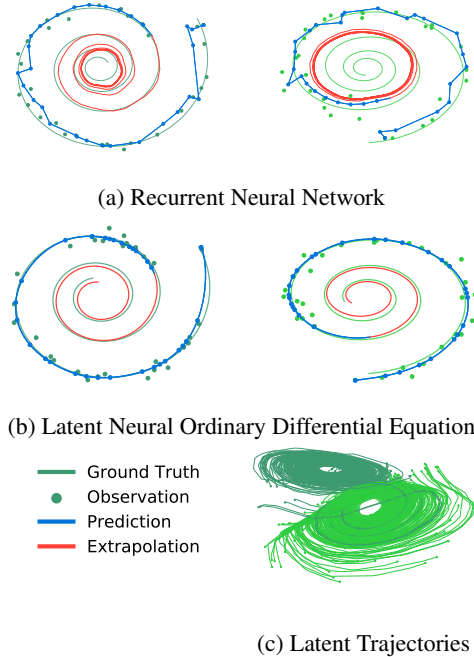 (a) Recurrent Neural Network
(b) Latent Neural Ordinary Differential Equation
Ground Truth
Observation
Prediction
Extrapolation
(c) Latent Trajectories